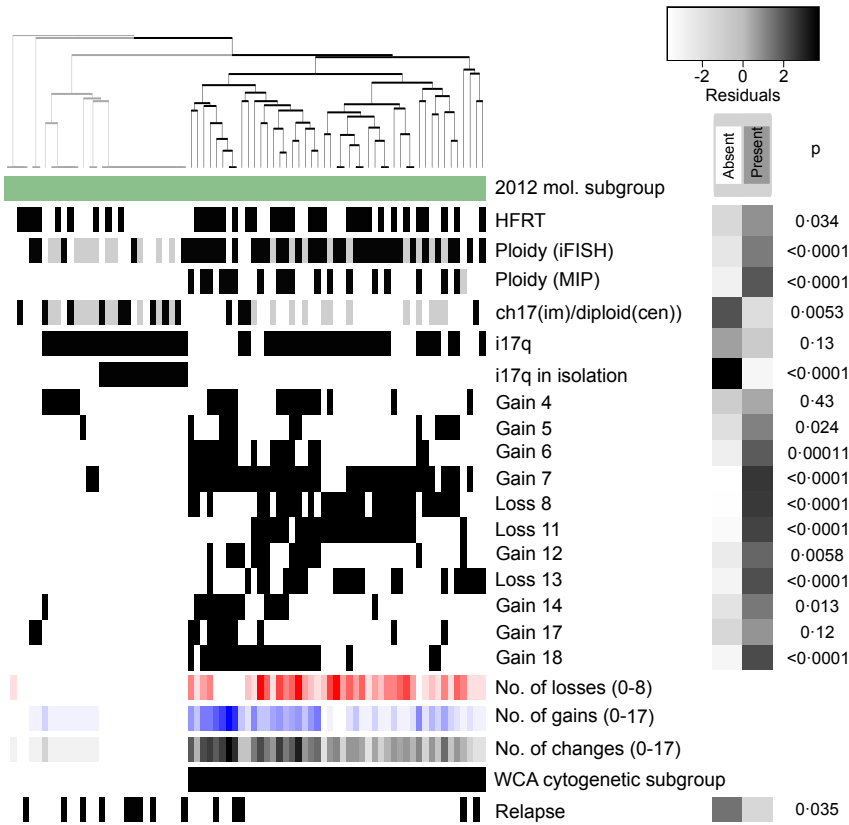 -2 0 2
Residuals
Absent Present p
2012 mol. subgroup
HFRT 0·034
Ploidy (iFISH) <0·0001
Ploidy (MIP) <0·0001
ch17(im)/diploid(cen)) 0·0053
i17q 0·13
i17q in isolation <0·0001
Gain 4 0·43
Gain 5 0·024
Gain 6 0·00011
Gain 7 <0·0001
Loss 8 <0·0001
Loss 11 <0·0001
Gain 12 0·0058
Loss 13 <0·0001
Gain 14 0·013
Gain 17 0·12
Gain 18 <0·0001
No. of losses (0-8)
No. of gains (0-17)
No. of changes (0-17)
WCA cytogenetic subgroup
Relapse 0·035